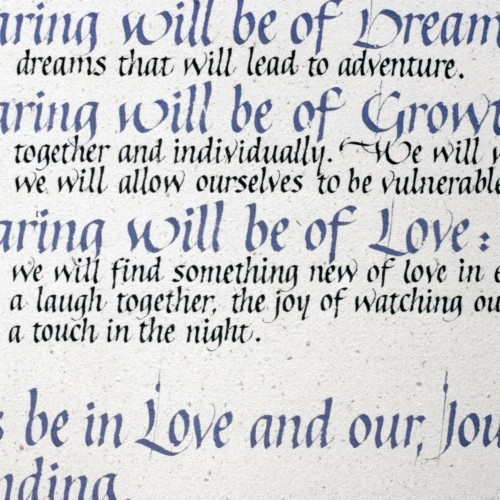 aring will be of Dream
dreams that will lead to adventure.
aring will be of Growt
together and individually. We will
we will allow ourselves to be vulnerable
aring will be of Love:
we will find something new of love in e
a laugh together, the joy of watching ou
a touch in the night.
s be in Love and our, Jou
nding.